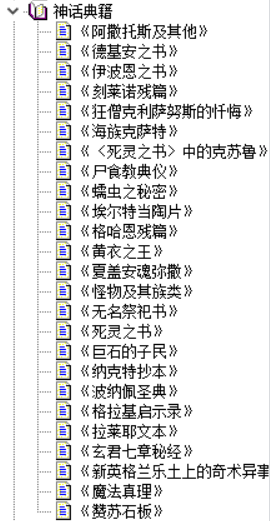 神话典籍
《阿撒托斯及其他》
《德基安之书》
《伊波恩之书》
《刻莱诺残篇》
《狂僧克利萨努斯的忏悔》
《海族克萨特》
《〈死灵之书〉中的克苏鲁》
《尸食教典仪》
《蠕虫之秘密》
《埃尔特当陶片》
《格哈恩残篇》
《黄衣之王》
《夏盖安魂弥撒》
《怪物及其族类》
《无名祭祀书》
《死灵之书》
《巨石的子民》
《纳克特抄本》
《波纳佩圣典》
《格拉基启示录》
《拉莱耶文本》
《玄君七章秘经》
《新英格兰乐土上的奇术异事
《魔法真理》
《赞苏石板》